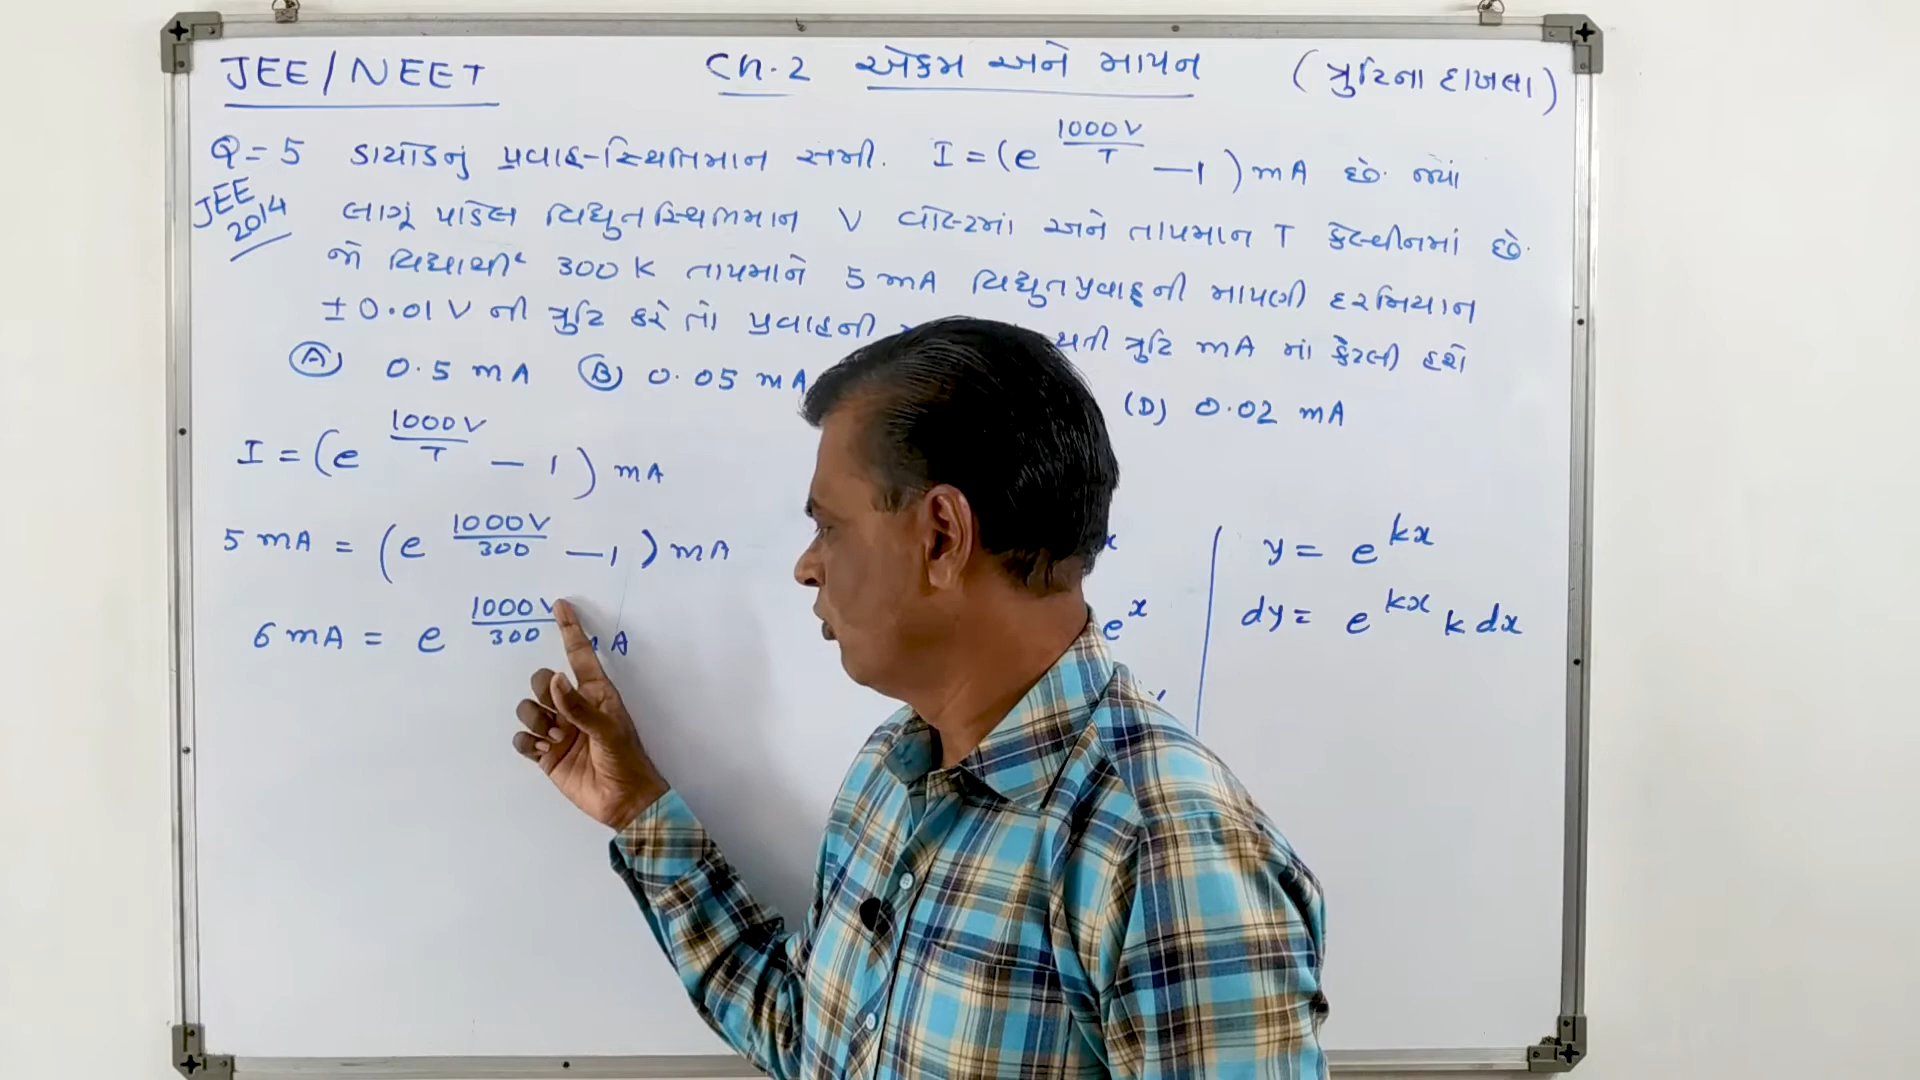 JEE/NEET Ch.2 એકમ અને માપન (ત્રુટિના દાખલા)
Q=5 ડાયોડનું પ્રવાહ-સ્થિતિમાન સમી. I = (e^{1000V/T} - 1) mA છે. જ્યાં
JEE 2014
લાગૂં પાડેલ વિદ્યુતસ્થિતિમાન V વોલ્ટમાં અને તાપમાન T કેલ્વીનમાં છે.
જો વિદ્યાર્થી 300 K તાપમાને 5 mA વિદ્યુતપ્રવાહની માપણી દરમિયાન
±0.01 V ની ત્રુટિ કરે તો પ્રવાહની થતી ત્રુટિ mA માં કેટલી હશે
(A) 0.5 mA (B) 0.05 mA (D) 0.02 mA
I = (e^{1000V/T} - 1) mA
5 mA = (e^{1000V/300} - 1) mA
6 mA = e^{1000V/300} A
e^x
y = e^{kx}
dy = e^{kx} k dx